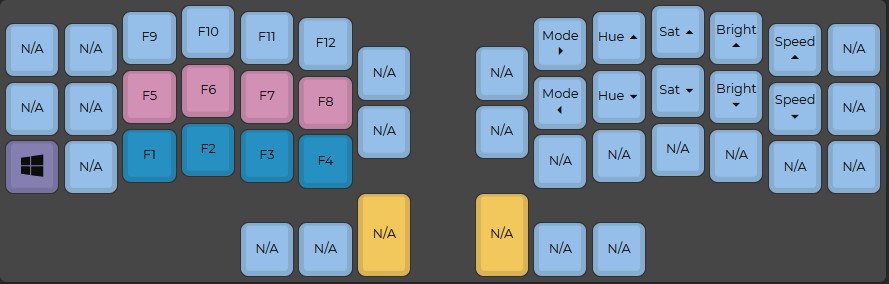 N/A N/A F9 F10 F11 F12 N/A N/A Mode ▸ Hue ▴ Sat ▴ Bright ▴ Speed ▴ N/A
N/A N/A F5 F6 F7 F8 N/A N/A Mode ◂ Hue ▾ Sat ▾ Bright ▾ Speed ▾ N/A
N/A F1 F2 F3 F4 N/A N/A N/A N/A N/A N/A
N/A N/A N/A N/A N/A N/A